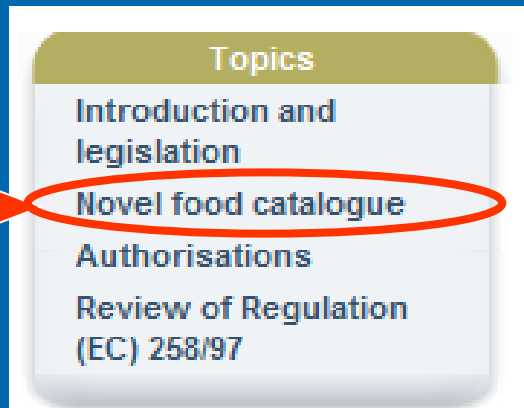 Topics
Introduction and
legislation
Novel food catalogue
Authorisations
Review of Regulation
(EC) 258/97